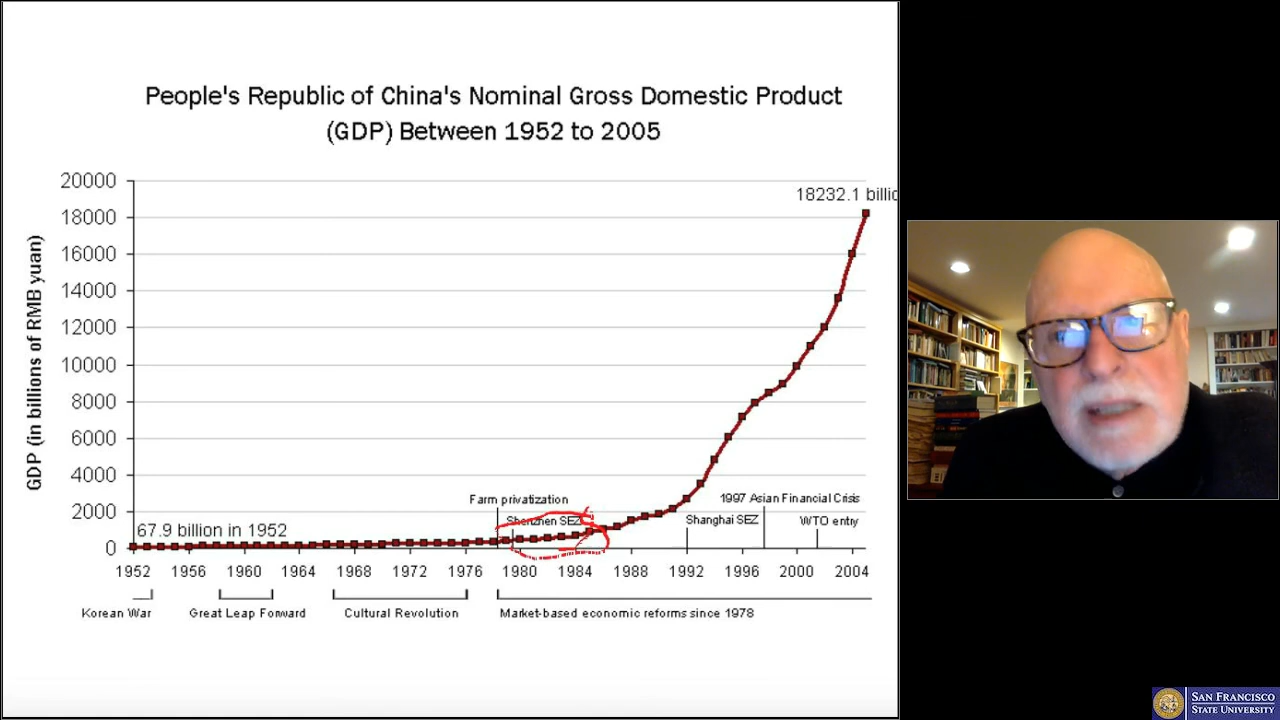 People's Republic of China's Nominal Gross Domestic Product
(GDP) Between 1952 to 2005
GDP (in billions of RMB yuan)
20000
18000
16000
14000
12000
10000
8000
6000
4000
2000
0
18232.1 billio
67.9 billion in 1952
Farm privatization
Shenzhen SEZ
1997 Asian Financial Crisis
Shanghai SEZ
WTO entry
1952 1956 1960 1964 1968 1972 1976 1980 1984 1988 1992 1996 2000 2004
Korean War
Great Leap Forward
Cultural Revolution
Market-based economic reforms since 1978
SAN FRANCISCO
STATE UNIVERSITY